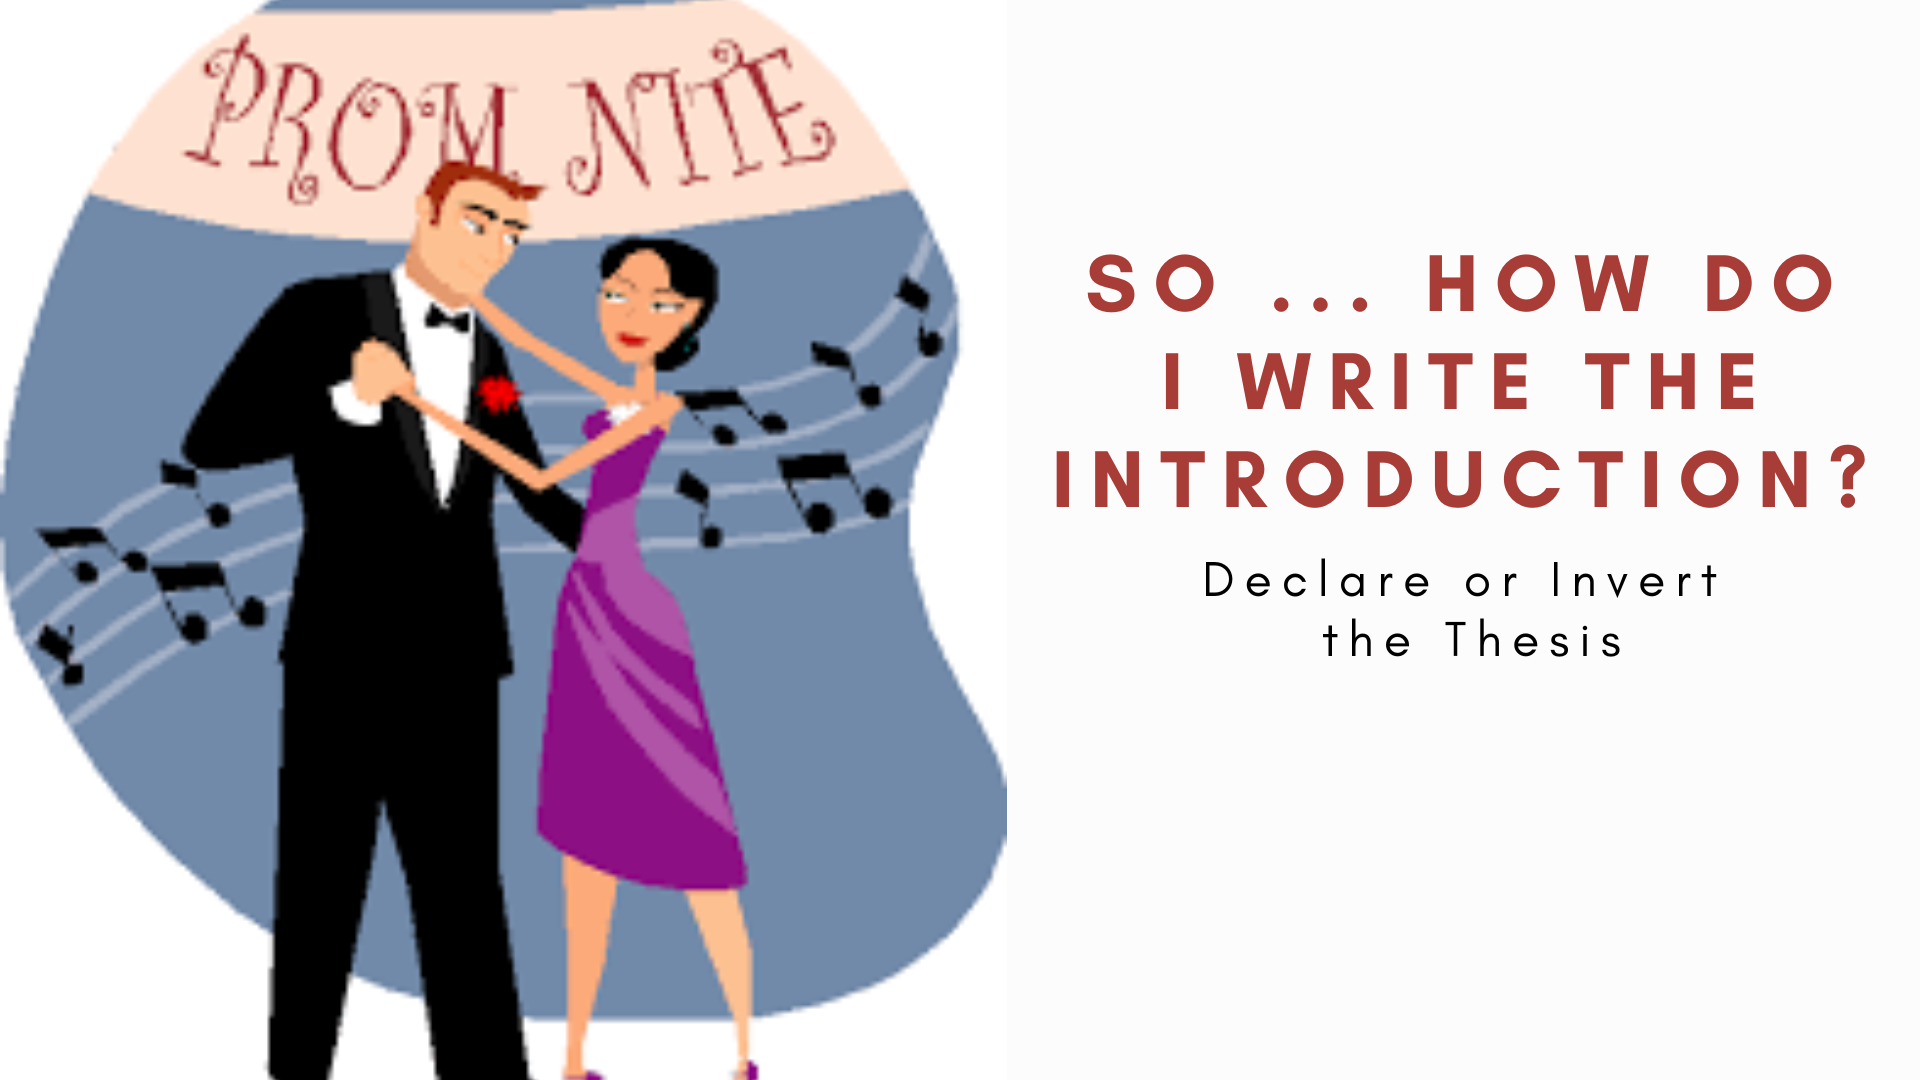 PROM NITE
SO ... HOW DO
I WRITE THE
INTRODUCTION?
Declare or Invert
the Thesis